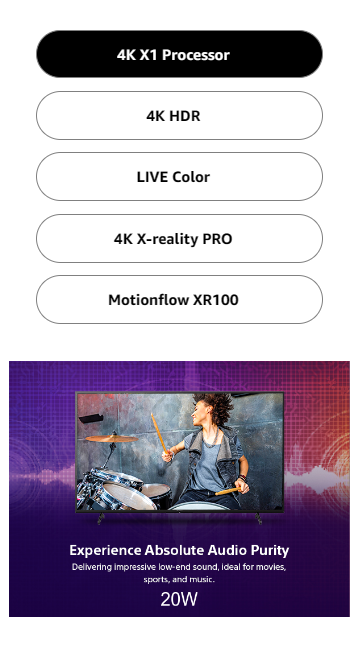 4K X1 Processor
4K HDR
LIVE Color
4K X-reality PRO
Motionflow XR100
Experience Absolute Audio Purity
Delivering impressive low-end sound, ideal for movies,
sports, and music.
20W